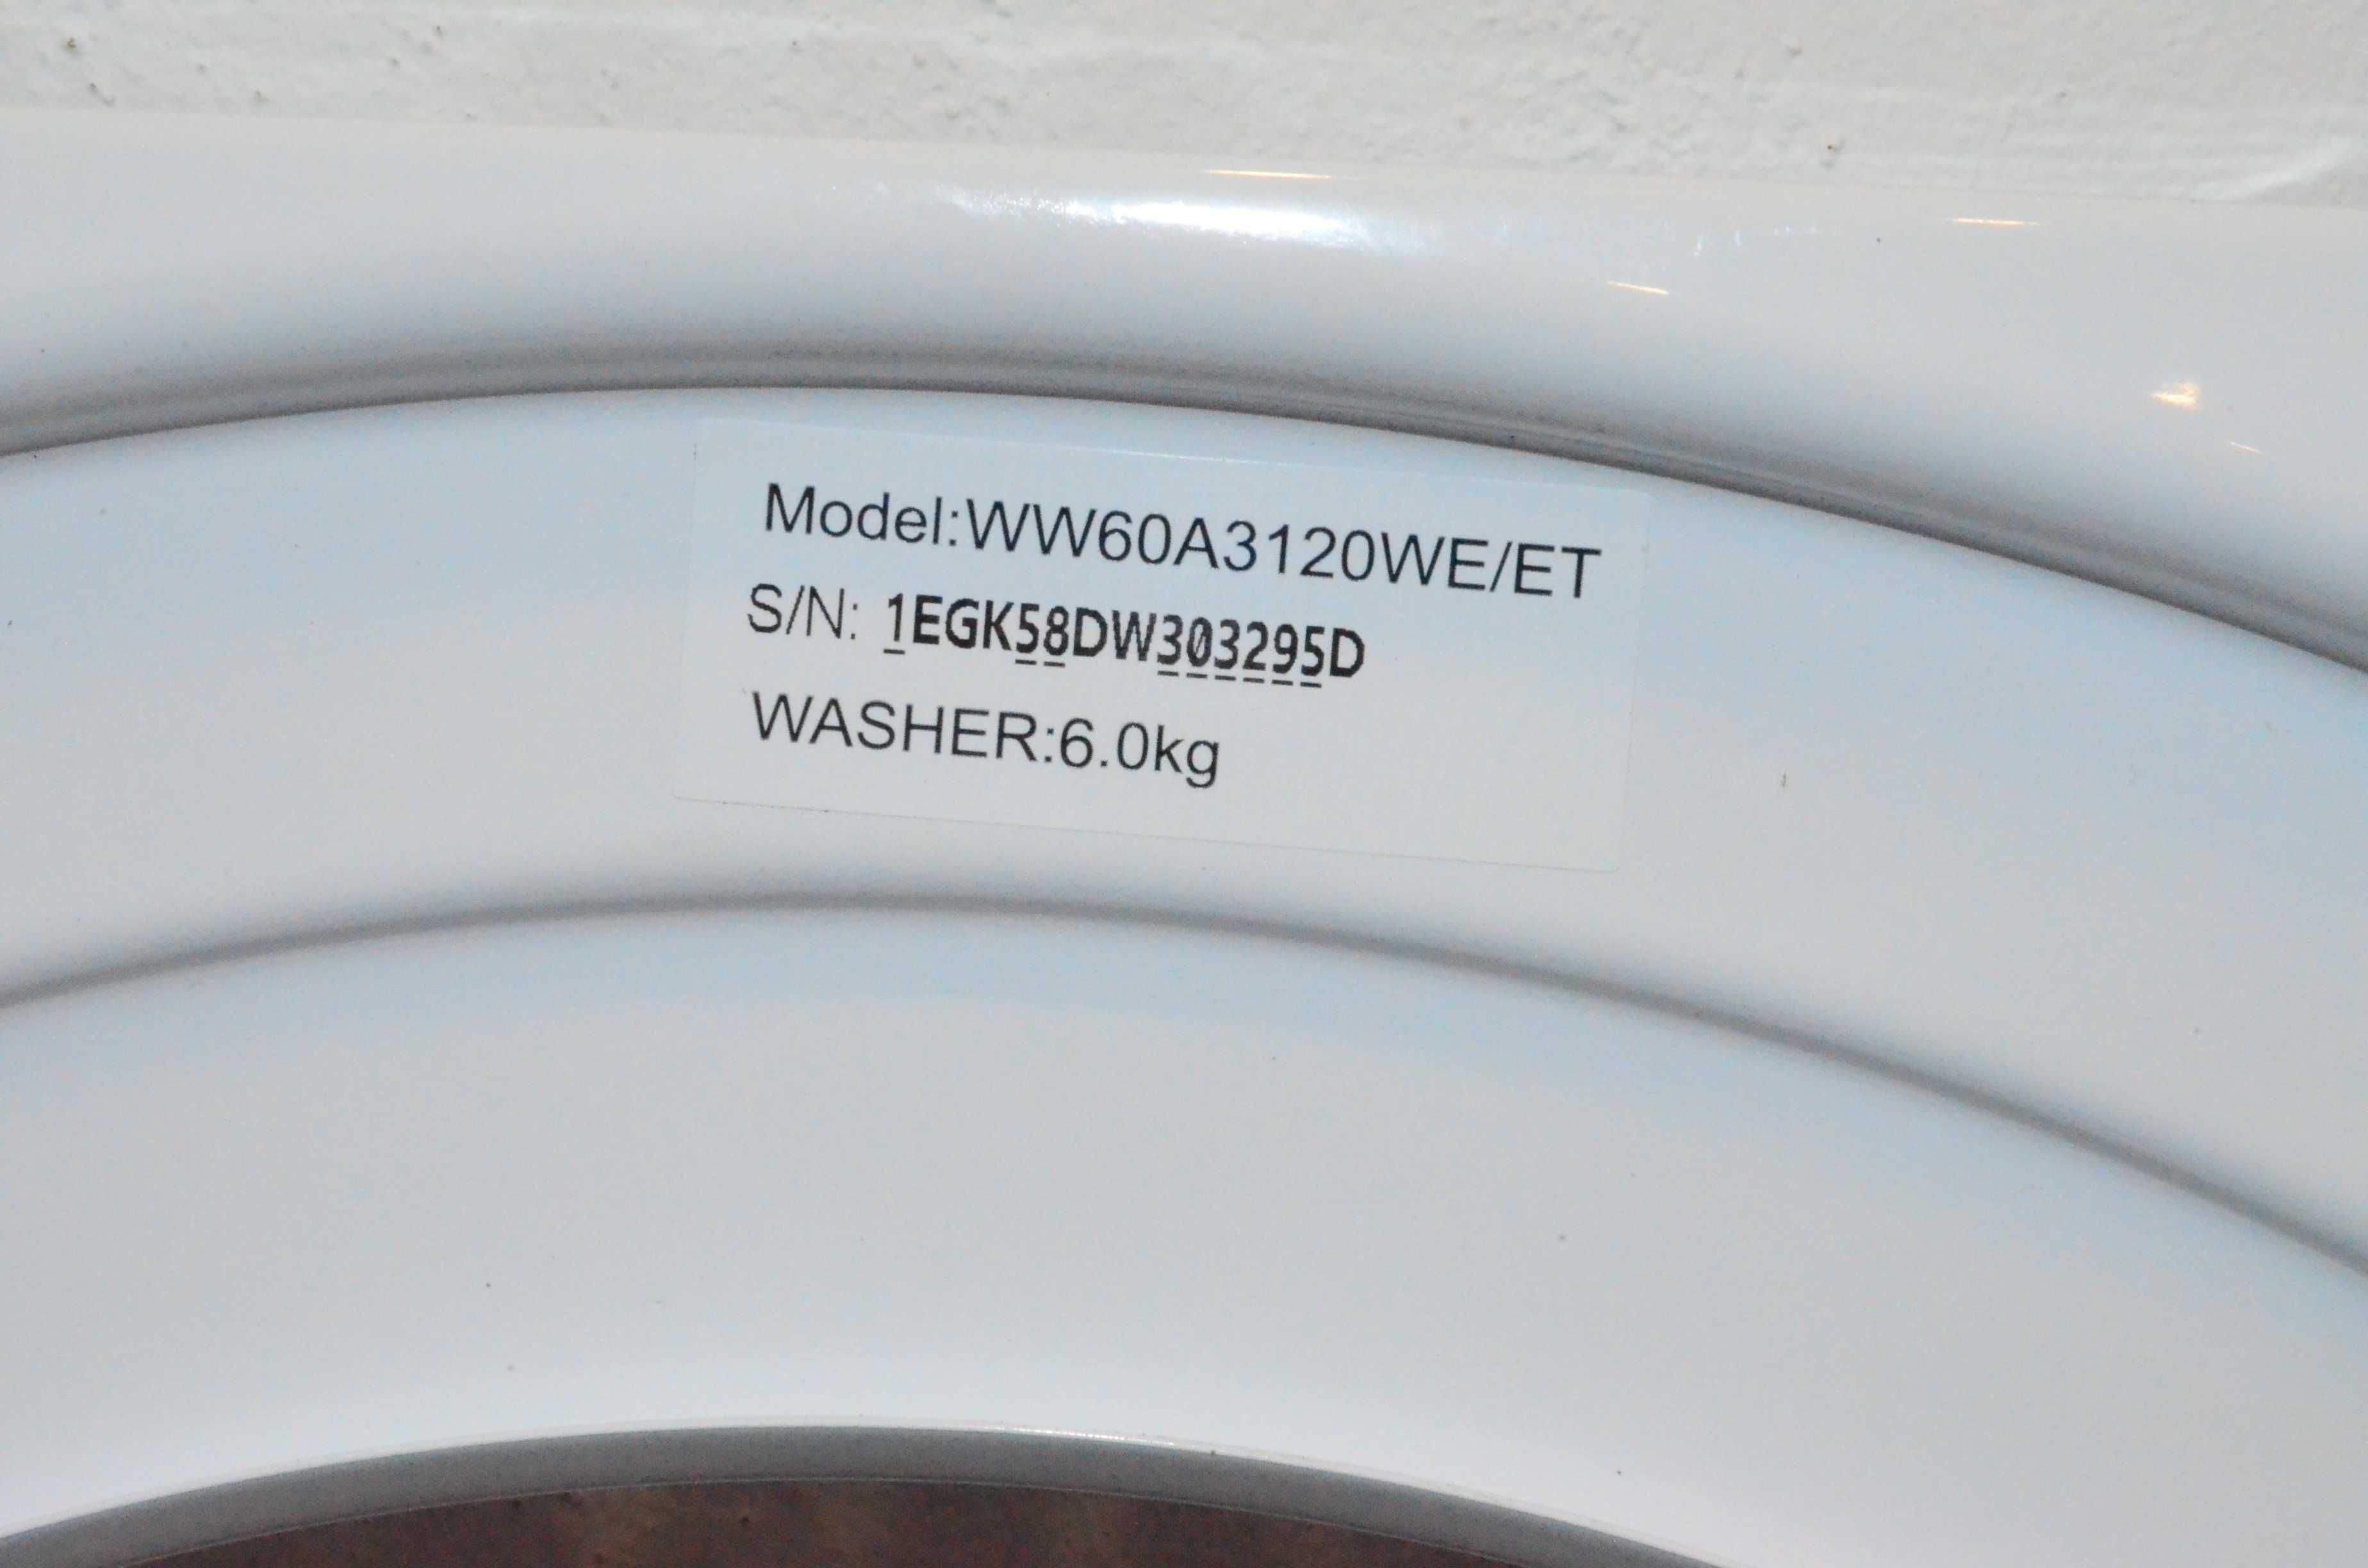 Model:WW60A3120WE/ET
S/N: 1EGK58DW303295D
WASHER:6.0kg